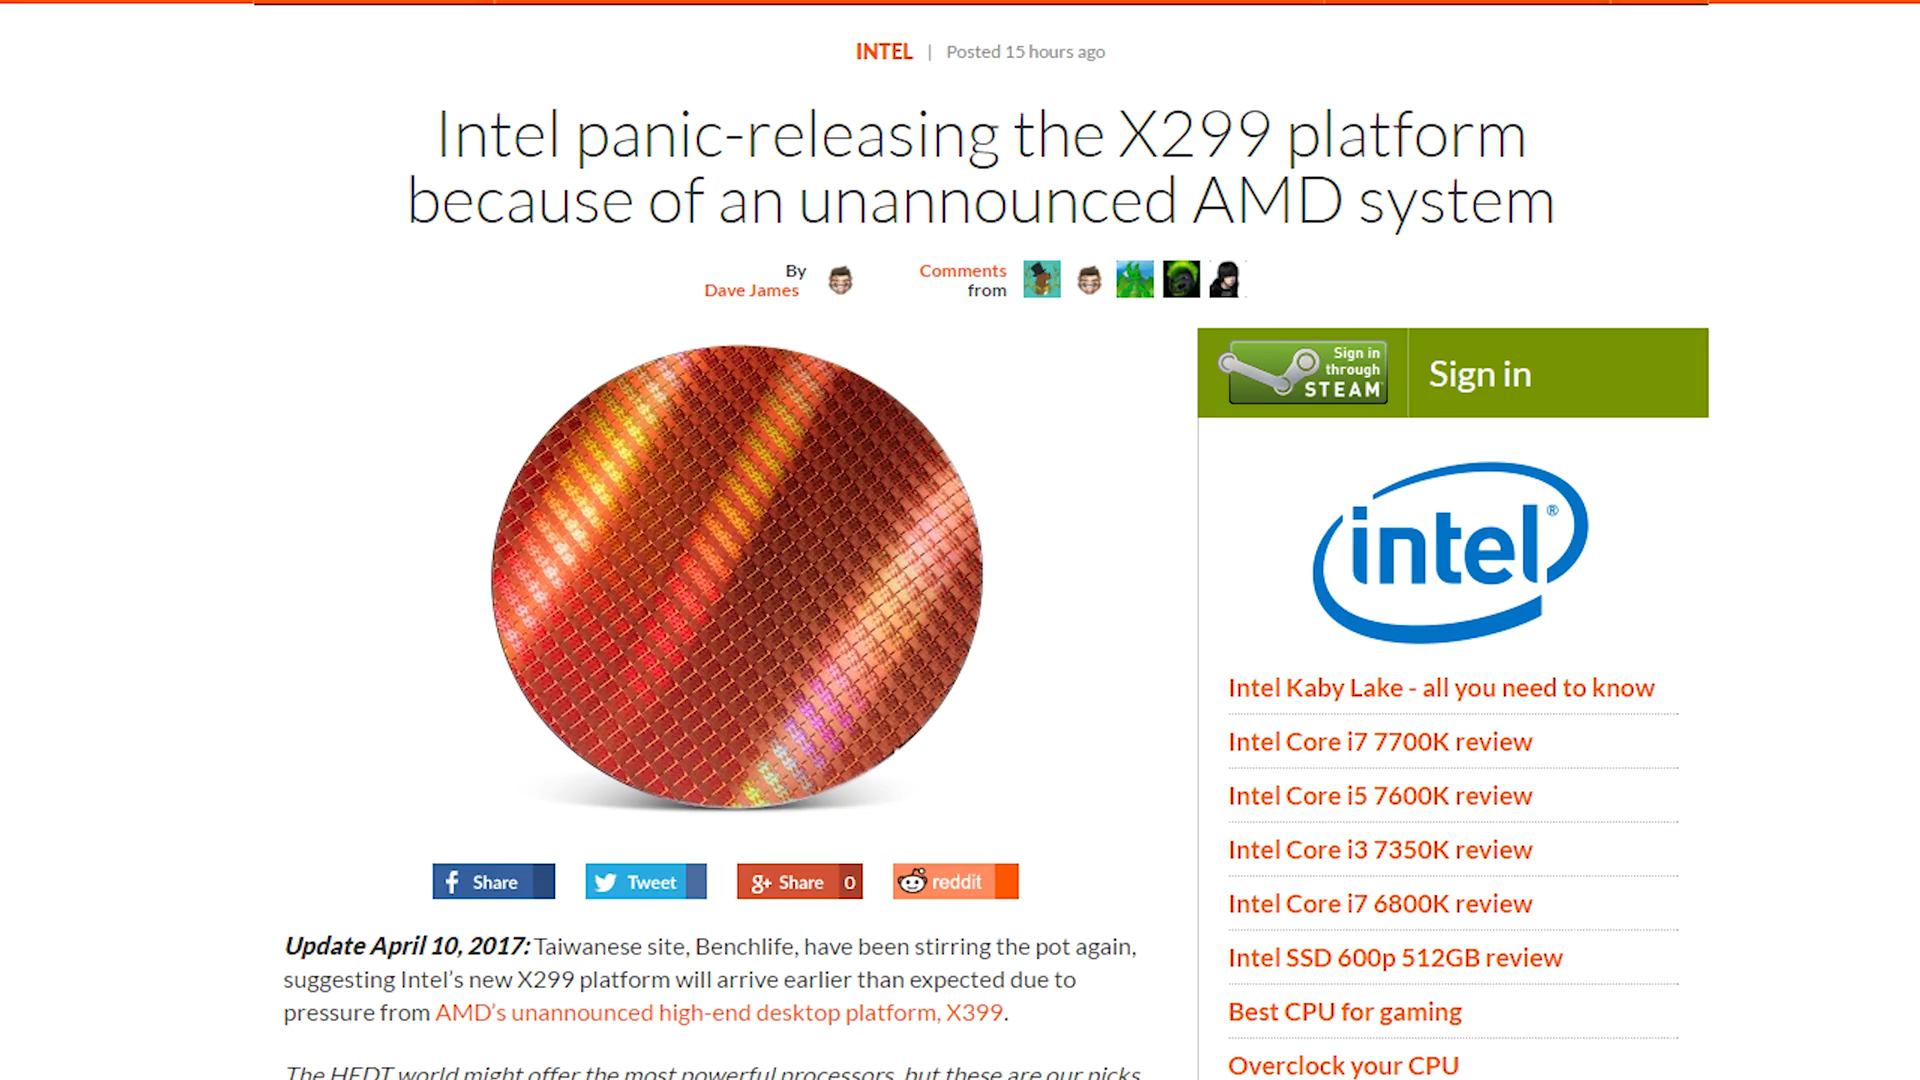 INTEL | Posted 15 hours ago
Intel panic-releasing the X299 platform
because of an unannounced AMD system
By
Dave James
Comments
from
Sign in
through
STEAM
Sign in
intel®
Intel Kaby Lake - all you need to know
Intel Core i7 7700K review
Intel Core i5 7600K review
Intel Core i3 7350K review
Intel Core i7 6800K review
Intel SSD 600p 512GB review
Best CPU for gaming
Overclock your CPU
f Share
Tweet
g+ Share 0
reddit
Update April 10, 2017: Taiwanese site, Benchlife, have been stirring the pot again,
suggesting Intel's new X299 platform will arrive earlier than expected due to
pressure from AMD's unannounced high-end desktop platform, X399.
The HEDT world might offer the most powerful processors, but these are our picks